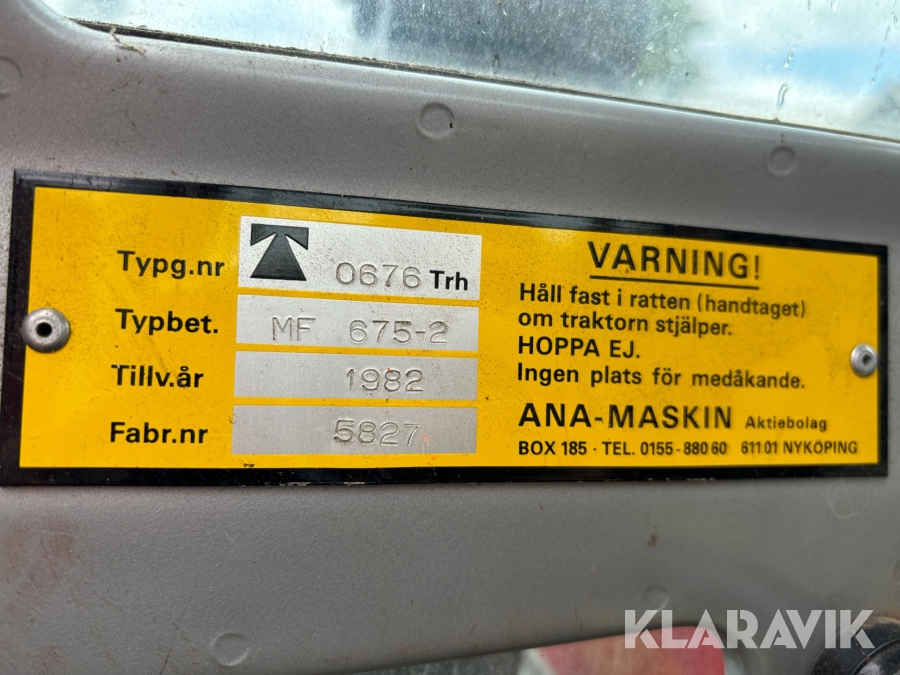 Typg.nr 0676 Trh
Typbet. MF 675-2
Tillv.år 1982
Fabr.nr 5827
VARNING!
Håll fast i ratten (handtaget)
om traktorn stjälper.
HOPPA EJ.
Ingen plats för medåkande.
ANA-MASKIN Aktiebolag
BOX 185 · TEL. 0155-880 60 611 01 NYKÖPING
KLARAVIK